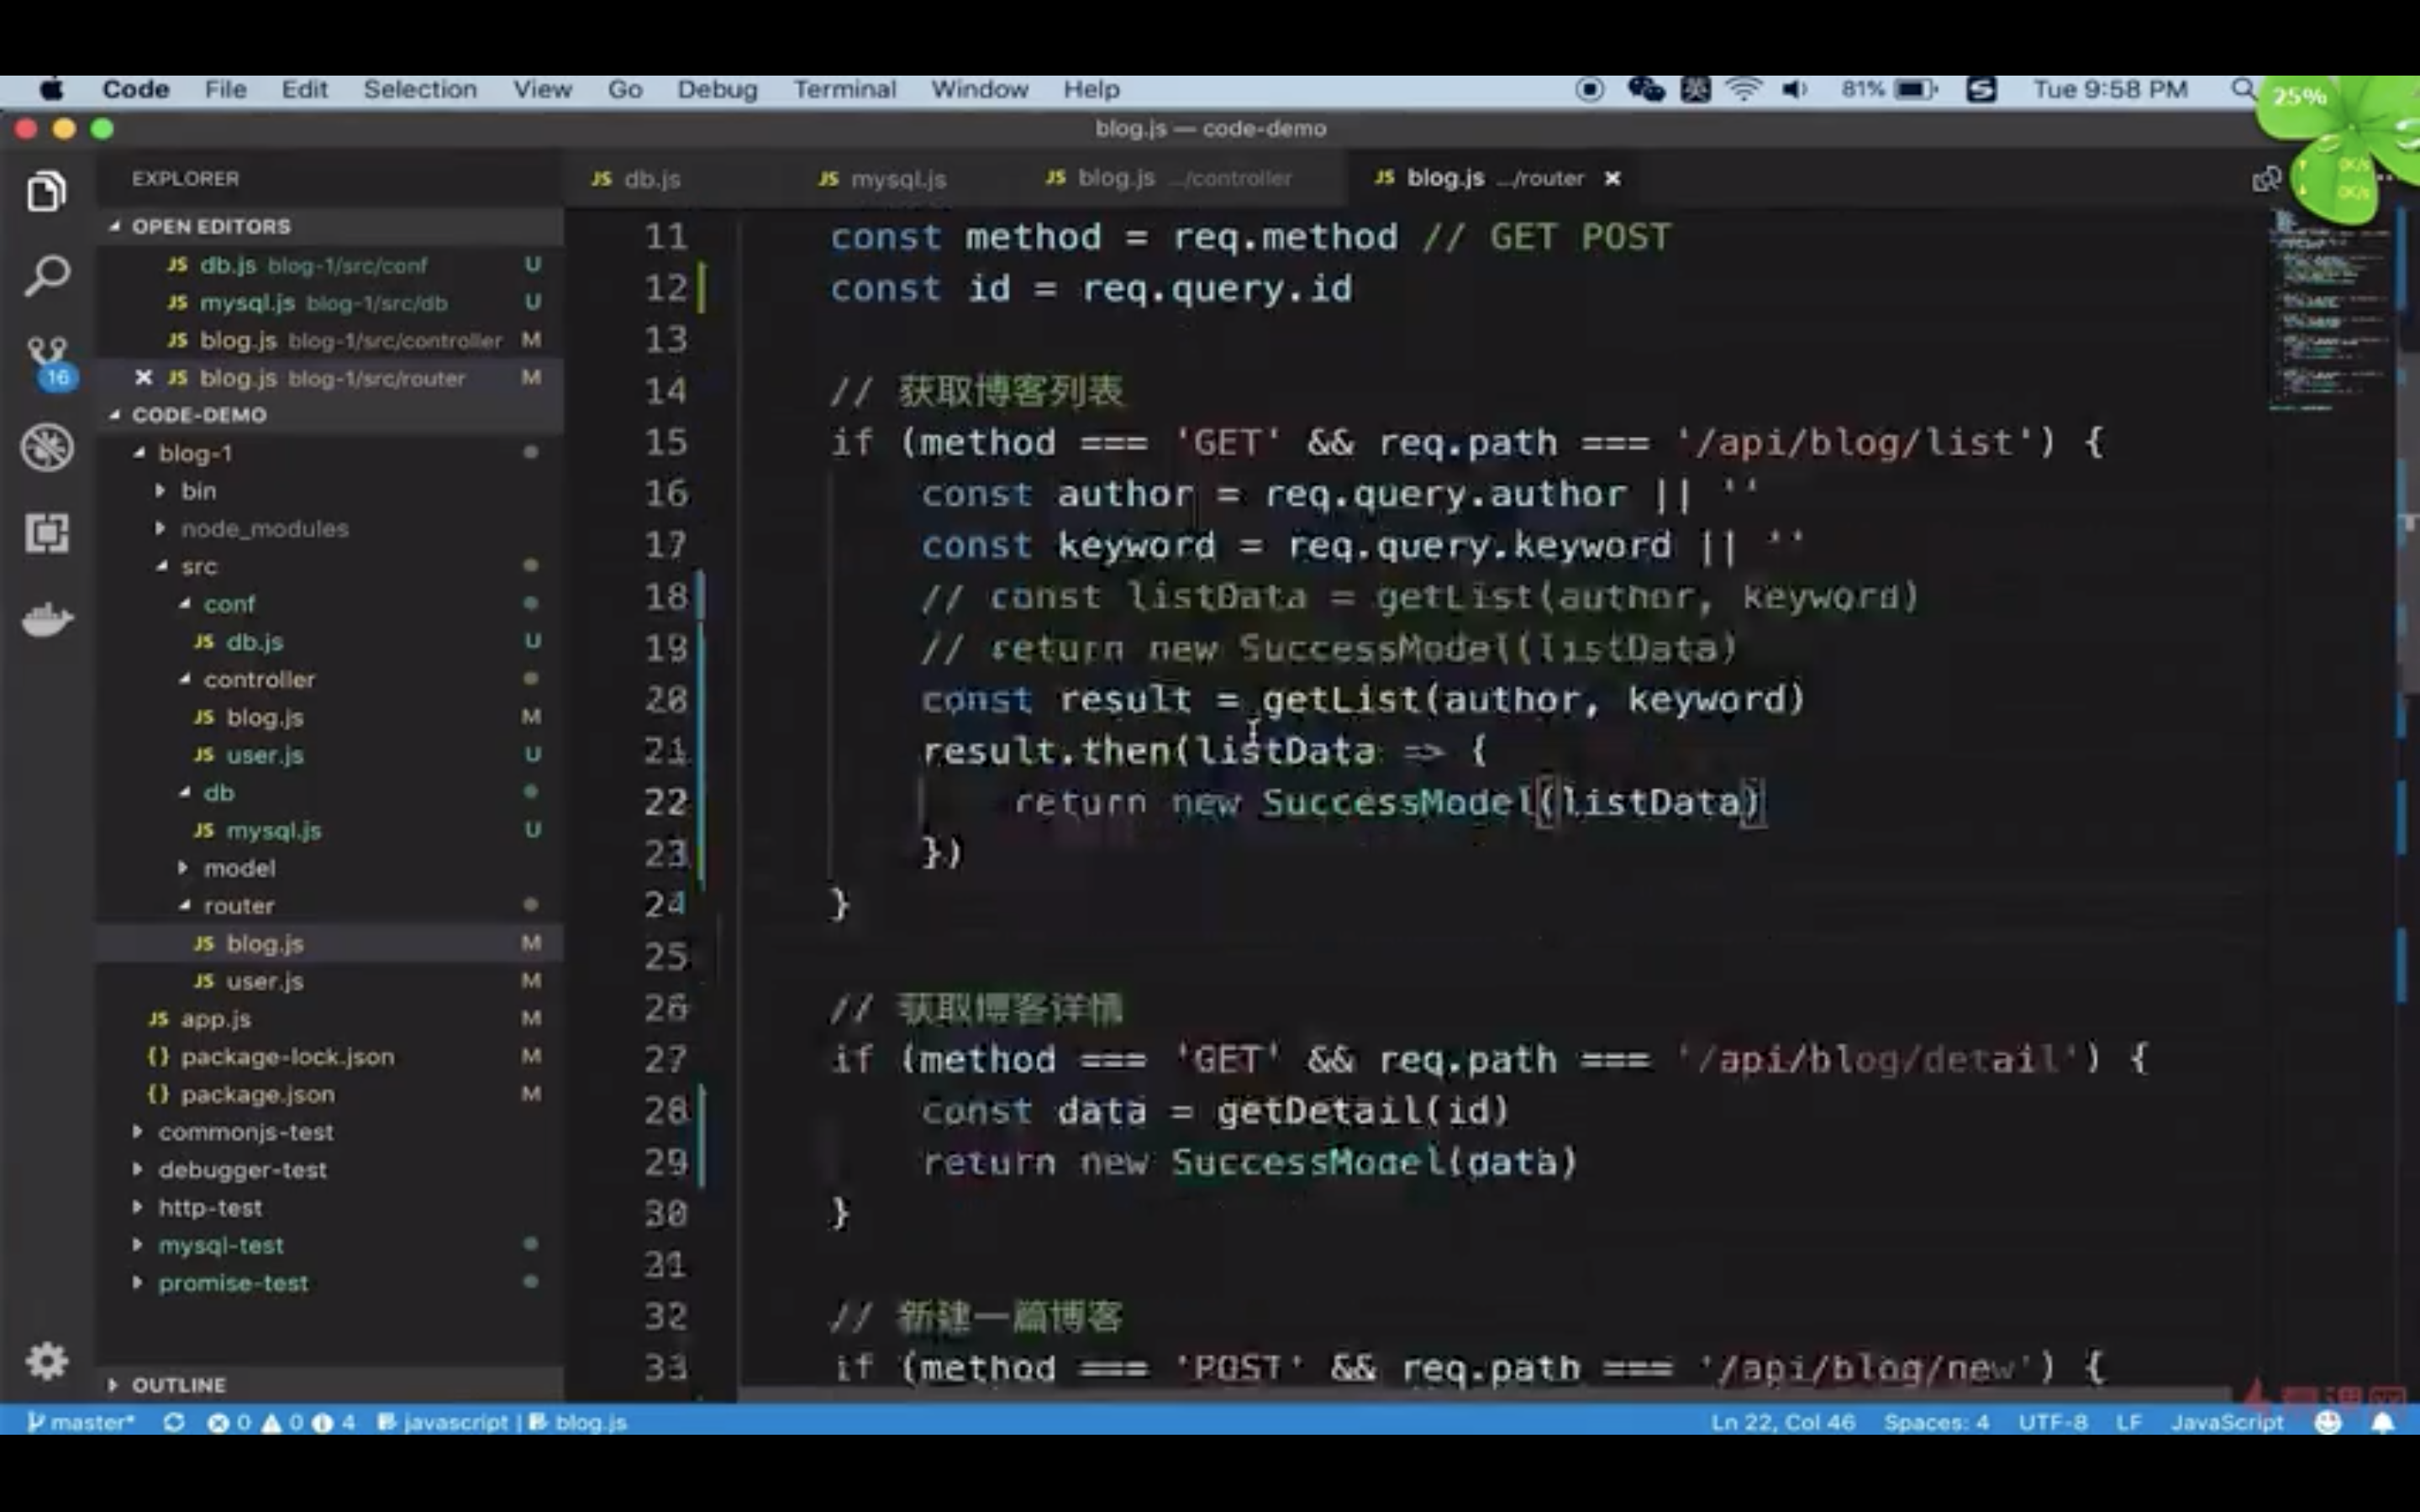 Code File Edit Selection View Go Debug Terminal Window Help 英 81% Tue 9:58 PM
25%
0K/s
0K/s
blog.js — code-demo
EXPLORER
OPEN EDITORS
JS db.js blog-1/src/conf U
JS mysql.js blog-1/src/db U
JS blog.js blog-1/src/controller M
JS blog.js blog-1/src/router M
16
CODE-DEMO
blog-1
bin
node_modules
src
conf
JS db.js U
controller
JS blog.js M
JS user.js U
db
JS mysql.js U
model
router
JS blog.js M
JS user.js M
JS app.js M
{} package-lock.json M
{} package.json M
commonjs-test
debugger-test
http-test
mysql-test
promise-test
OUTLINE
JS db.js JS mysql.js JS blog.js .../controller JS blog.js .../router
11 const method = req.method // GET POST
12 const id = req.query.id
13
14 // 获取博客列表
15 if (method === 'GET' && req.path === '/api/blog/list') {
16 const author = req.query.author || ''
17 const keyword = req.query.keyword || ''
18 // const listData = getList(author, keyword)
19 // return new SuccessModel(listData)
20 const result = getList(author, keyword)
21 result.then(listData => {
22 return new SuccessModel(listData)
23 })
24 }
25
26 // 获取博客详情
27 if (method === 'GET' && req.path === '/api/blog/detail') {
28 const data = getDetail(id)
29 return new SuccessModel(data)
30 }
31
32 // 新建一篇博客
33 if (method === 'POST' && req.path === '/api/blog/new') {
master* 0 0 4 javascript | blog.js Ln 22, Col 46 Spaces: 4 UTF-8 LF JavaScript